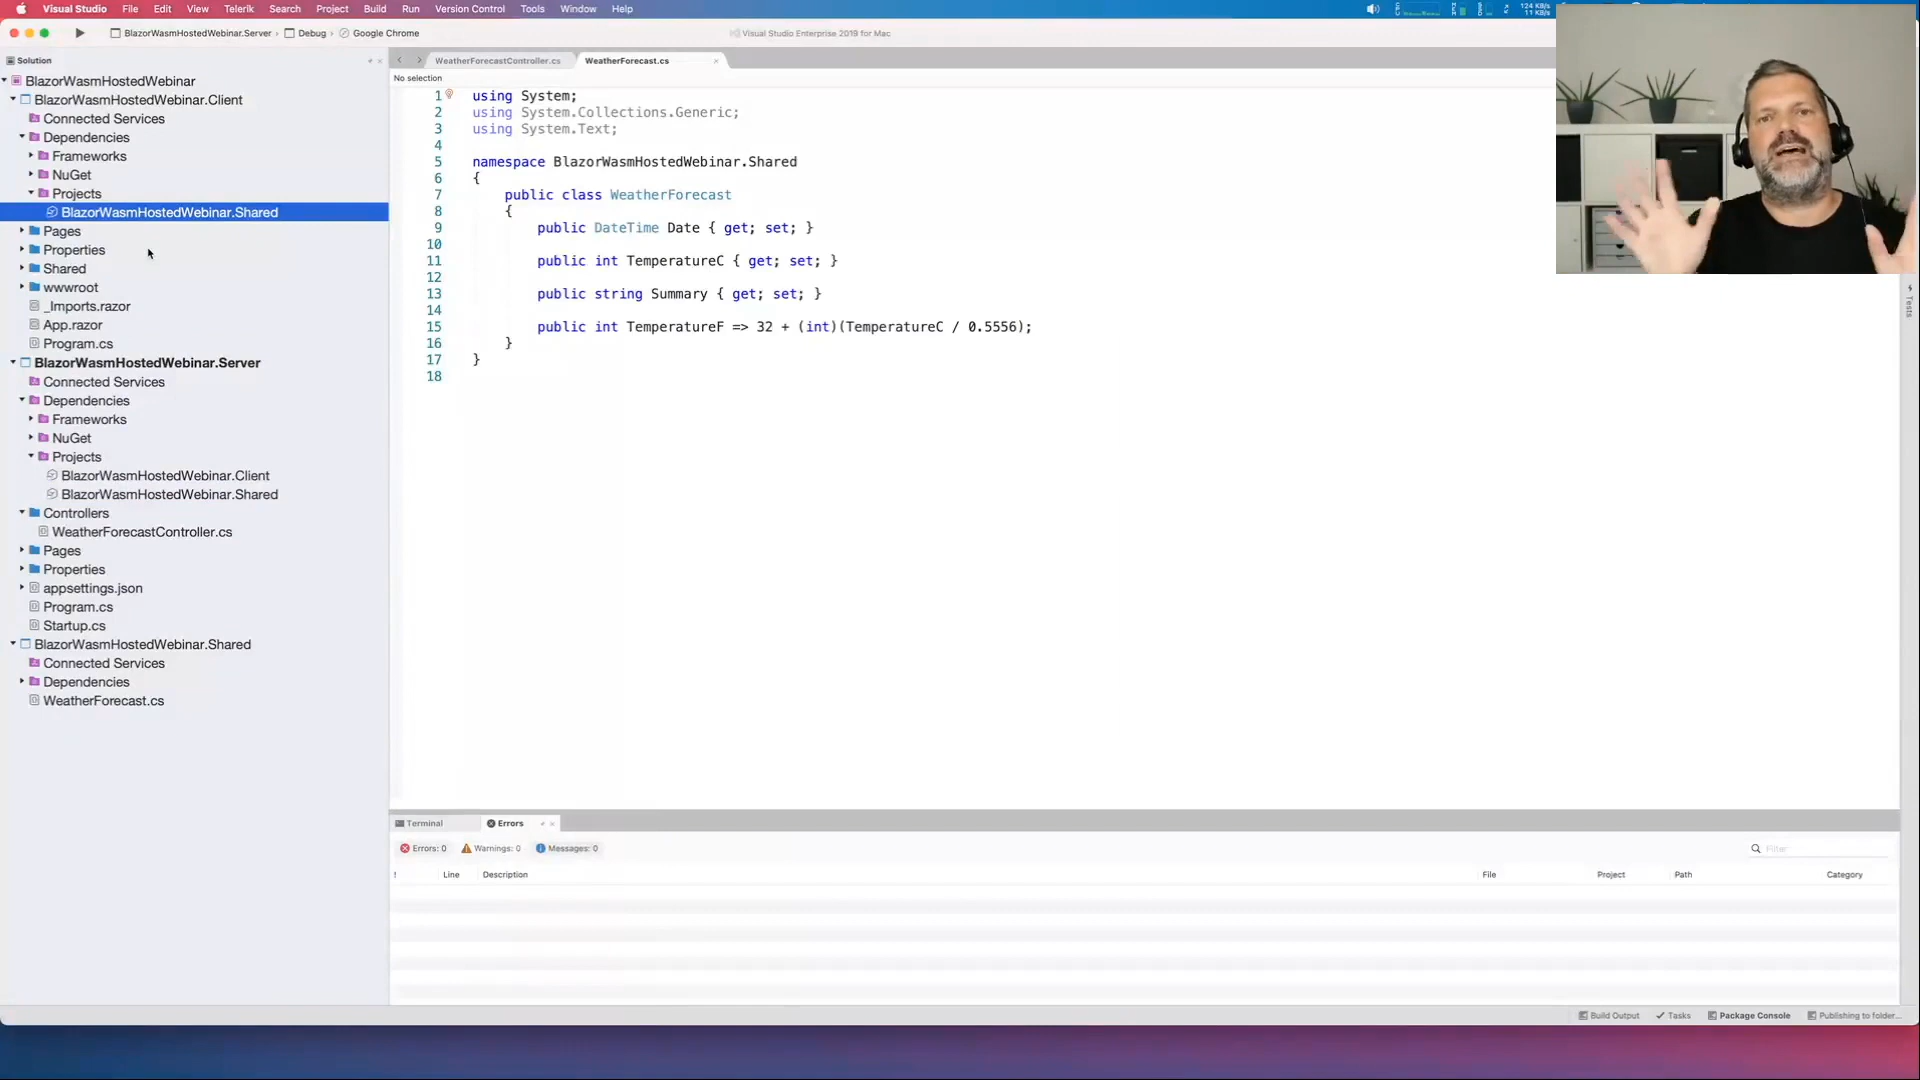 Visual Studio File Edit View Telerik Search Project Build Run Version Control Tools Window Help
124 KB/s
11 KB/s
BlazorWasmHostedWebinar.Server Debug Google Chrome
Visual Studio Enterprise 2019 for Mac
Solution
BlazorWasmHostedWebinar
BlazorWasmHostedWebinar.Client
Connected Services
Dependencies
Frameworks
NuGet
Projects
BlazorWasmHostedWebinar.Shared
Pages
Properties
Shared
wwwroot
_Imports.razor
App.razor
Program.cs
BlazorWasmHostedWebinar.Server
Connected Services
Dependencies
Frameworks
NuGet
Projects
BlazorWasmHostedWebinar.Client
BlazorWasmHostedWebinar.Shared
Controllers
WeatherForecastController.cs
Pages
Properties
appsettings.json
Program.cs
Startup.cs
BlazorWasmHostedWebinar.Shared
Connected Services
Dependencies
WeatherForecast.cs
WeatherForecastController.cs WeatherForecast.cs
No selection
1 using System;
2 using System.Collections.Generic;
3 using System.Text;
4
5 namespace BlazorWasmHostedWebinar.Shared
6 {
7 public class WeatherForecast
8 {
9 public DateTime Date { get; set; }
10
11 public int TemperatureC { get; set; }
12
13 public string Summary { get; set; }
14
15 public int TemperatureF => 32 + (int)(TemperatureC / 0.5556);
16 }
17 }
18
Tests
Terminal Errors
Errors: 0 Warnings: 0 Messages: 0 Filter
! Line Description File Project Path Category
Build Output Tasks Package Console Publishing to folder...